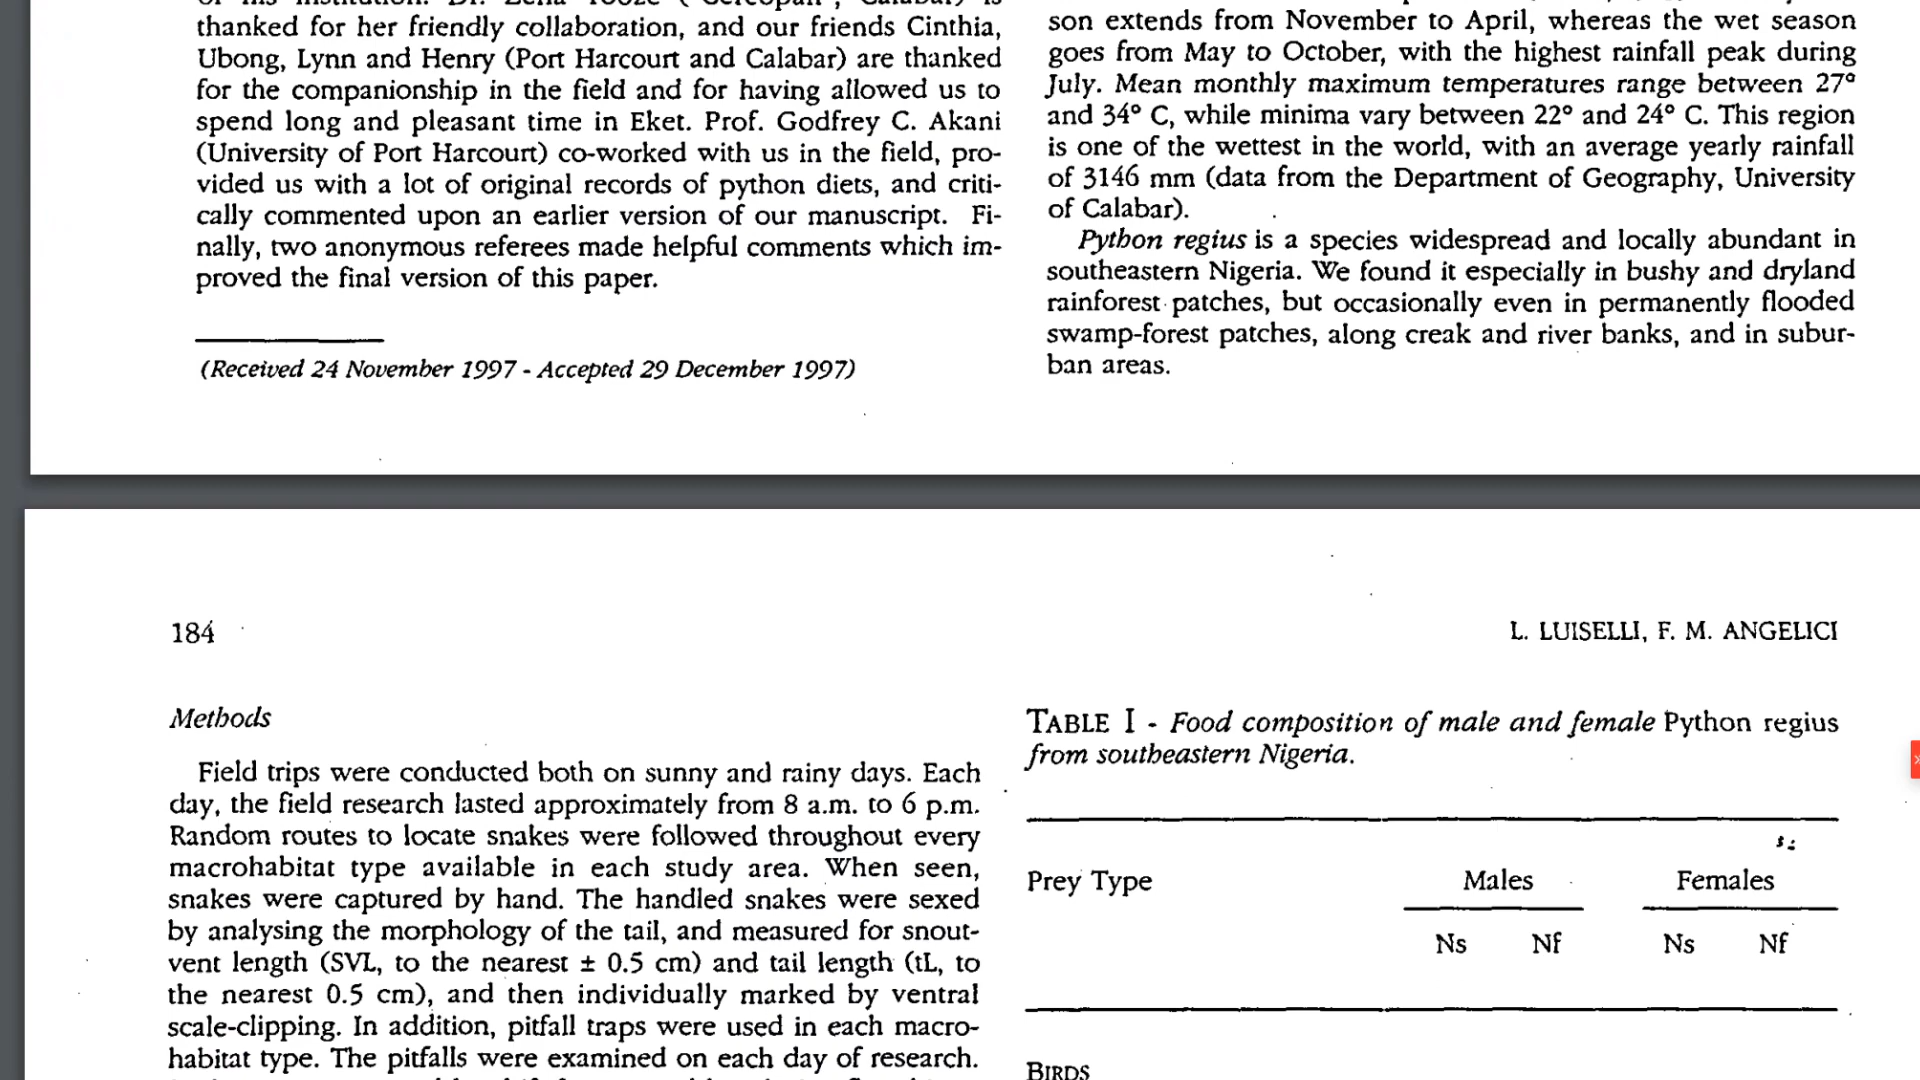 thanked for her friendly collaboration, and our friends Cinthia,
Ubong, Lynn and Henry (Port Harcourt and Calabar) are thanked
for the companionship in the field and for having allowed us to
spend long and pleasant time in Eket. Prof. Godfrey C. Akani
(University of Port Harcourt) co-worked with us in the field, pro-
vided us with a lot of original records of python diets, and criti-
cally commented upon an earlier version of our manuscript. Fi-
nally, two anonymous referees made helpful comments which im-
proved the final version of this paper.
(Received 24 November 1997 - Accepted 29 December 1997)
son extends from November to April, whereas the wet season
goes from May to October, with the highest rainfall peak during
July. Mean monthly maximum temperatures range between 27°
and 34° C, while minima vary between 22° and 24° C. This region
is one of the wettest in the world, with an average yearly rainfall
of 3146 mm (data from the Department of Geography, University
of Calabar).
Python regius is a species widespread and locally abundant in
southeastern Nigeria. We found it especially in bushy and dryland
rainforest patches, but occasionally even in permanently flooded
swamp-forest patches, along creak and river banks, and in subur-
ban areas.
184
L. LUISELLI, F. M. ANGELICI
Methods
Field trips were conducted both on sunny and rainy days. Each
day, the field research lasted approximately from 8 a.m. to 6 p.m.
Random routes to locate snakes were followed throughout every
macrohabitat type available in each study area. When seen,
snakes were captured by hand. The handled snakes were sexed
by analysing the morphology of the tail, and measured for snout-
vent length (SVL, to the nearest ± 0.5 cm) and tail length (tL, to
the nearest 0.5 cm), and then individually marked by ventral
scale-clipping. In addition, pitfall traps were used in each macro-
habitat type. The pitfalls were examined on each day of research.
TABLE I - Food composition of male and female Python regius
from southeastern Nigeria.
Prey Type Males Females
Ns Nf Ns Nf
BIRDS